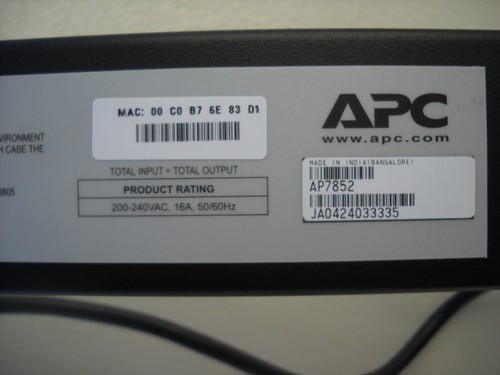 MAC: 00 C0 B7 6E 83 D1
APC
www.apc.com
VIRONMENT
H CASE THE
0805
TOTAL INPUT = TOTAL OUTPUT
PRODUCT RATING
200-240VAC, 16A, 50/60Hz
MADE IN INDIA(BANGALORE)
AP7852
JA0424033335